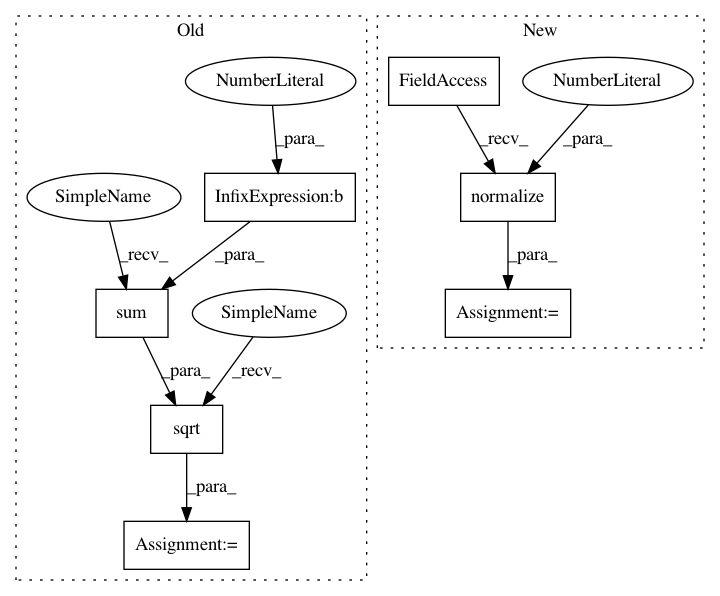 Old
New
NumberLiteral
FieldAccess
NumberLiteral
_para_
_recv_
_para_
SimpleName
InfixExpression:b
normalize
_recv_
_para_
_para_
sum
SimpleName
Assignment:=
_para_
_recv_
sqrt
_para_
Assignment:=